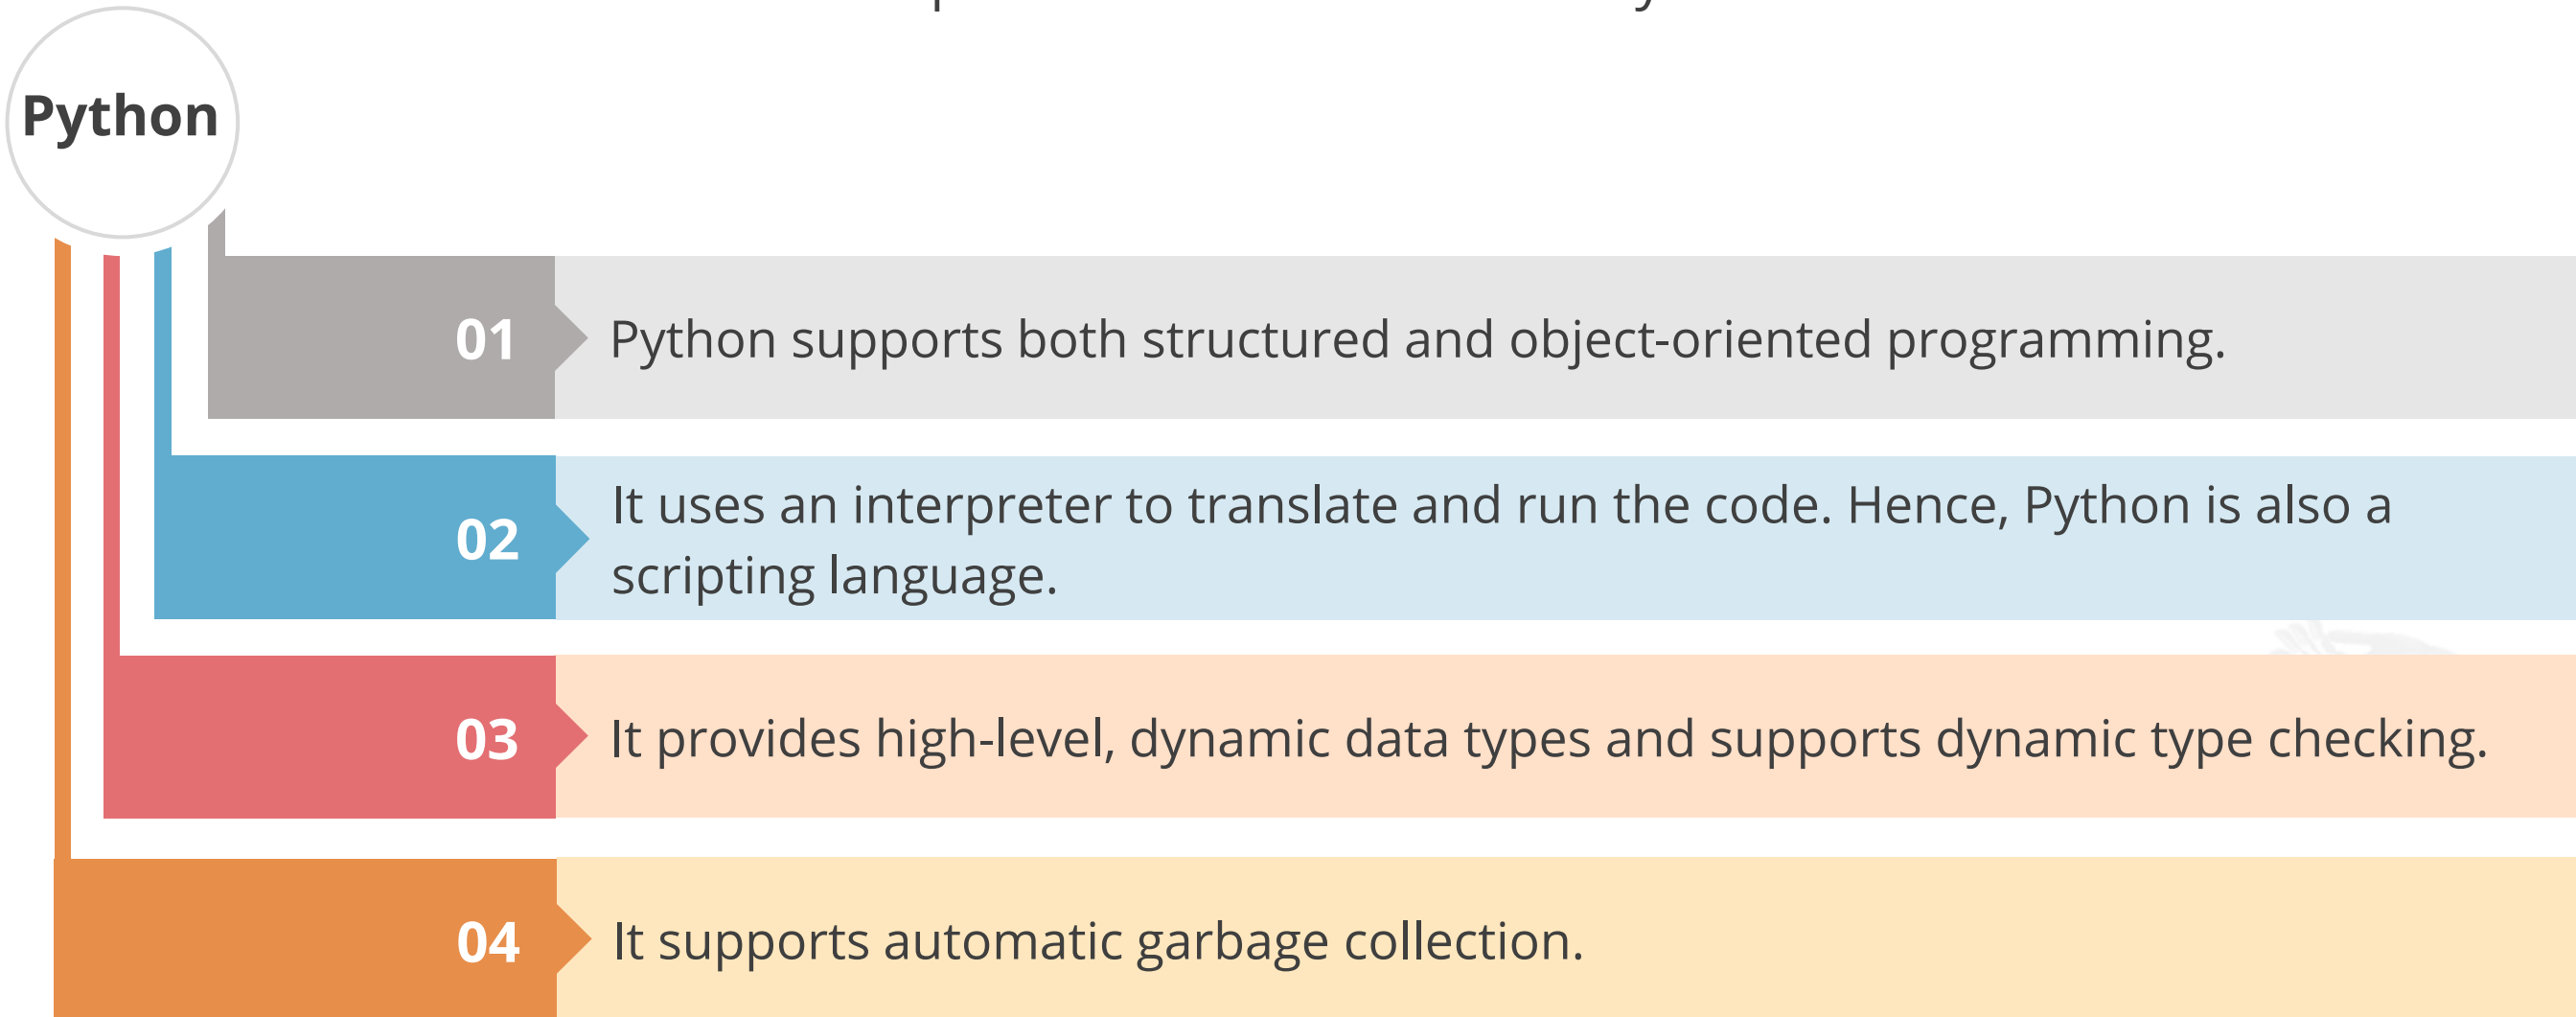 Python
01
Python supports both structured and object-oriented programming.
02
It uses an interpreter to translate and run the code. Hence, Python is also a
scripting language.
03
It provides high-level, dynamic data types and supports dynamic type checking.
04
It supports automatic garbage collection.